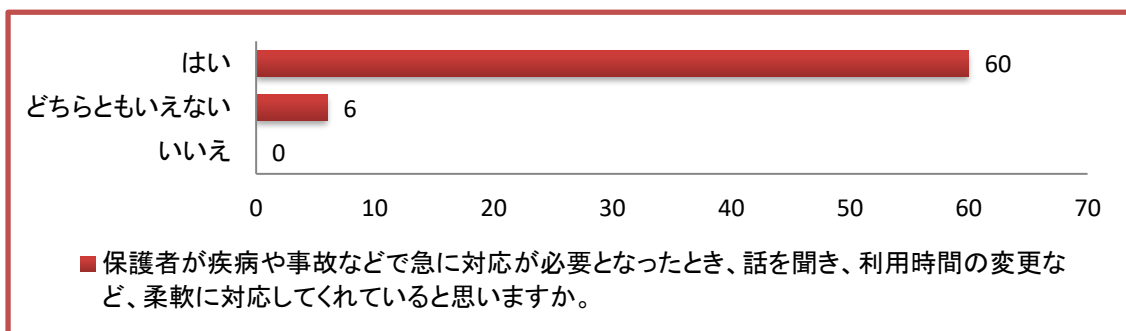 はい 60
どちらともいえない 6
いいえ 0
0 10 20 30 40 50 60 70
保護者が疾病や事故などで急に対応が必要となったとき、話を聞き、利用時間の変更な
ど、柔軟に対応してくれていると思いますか。